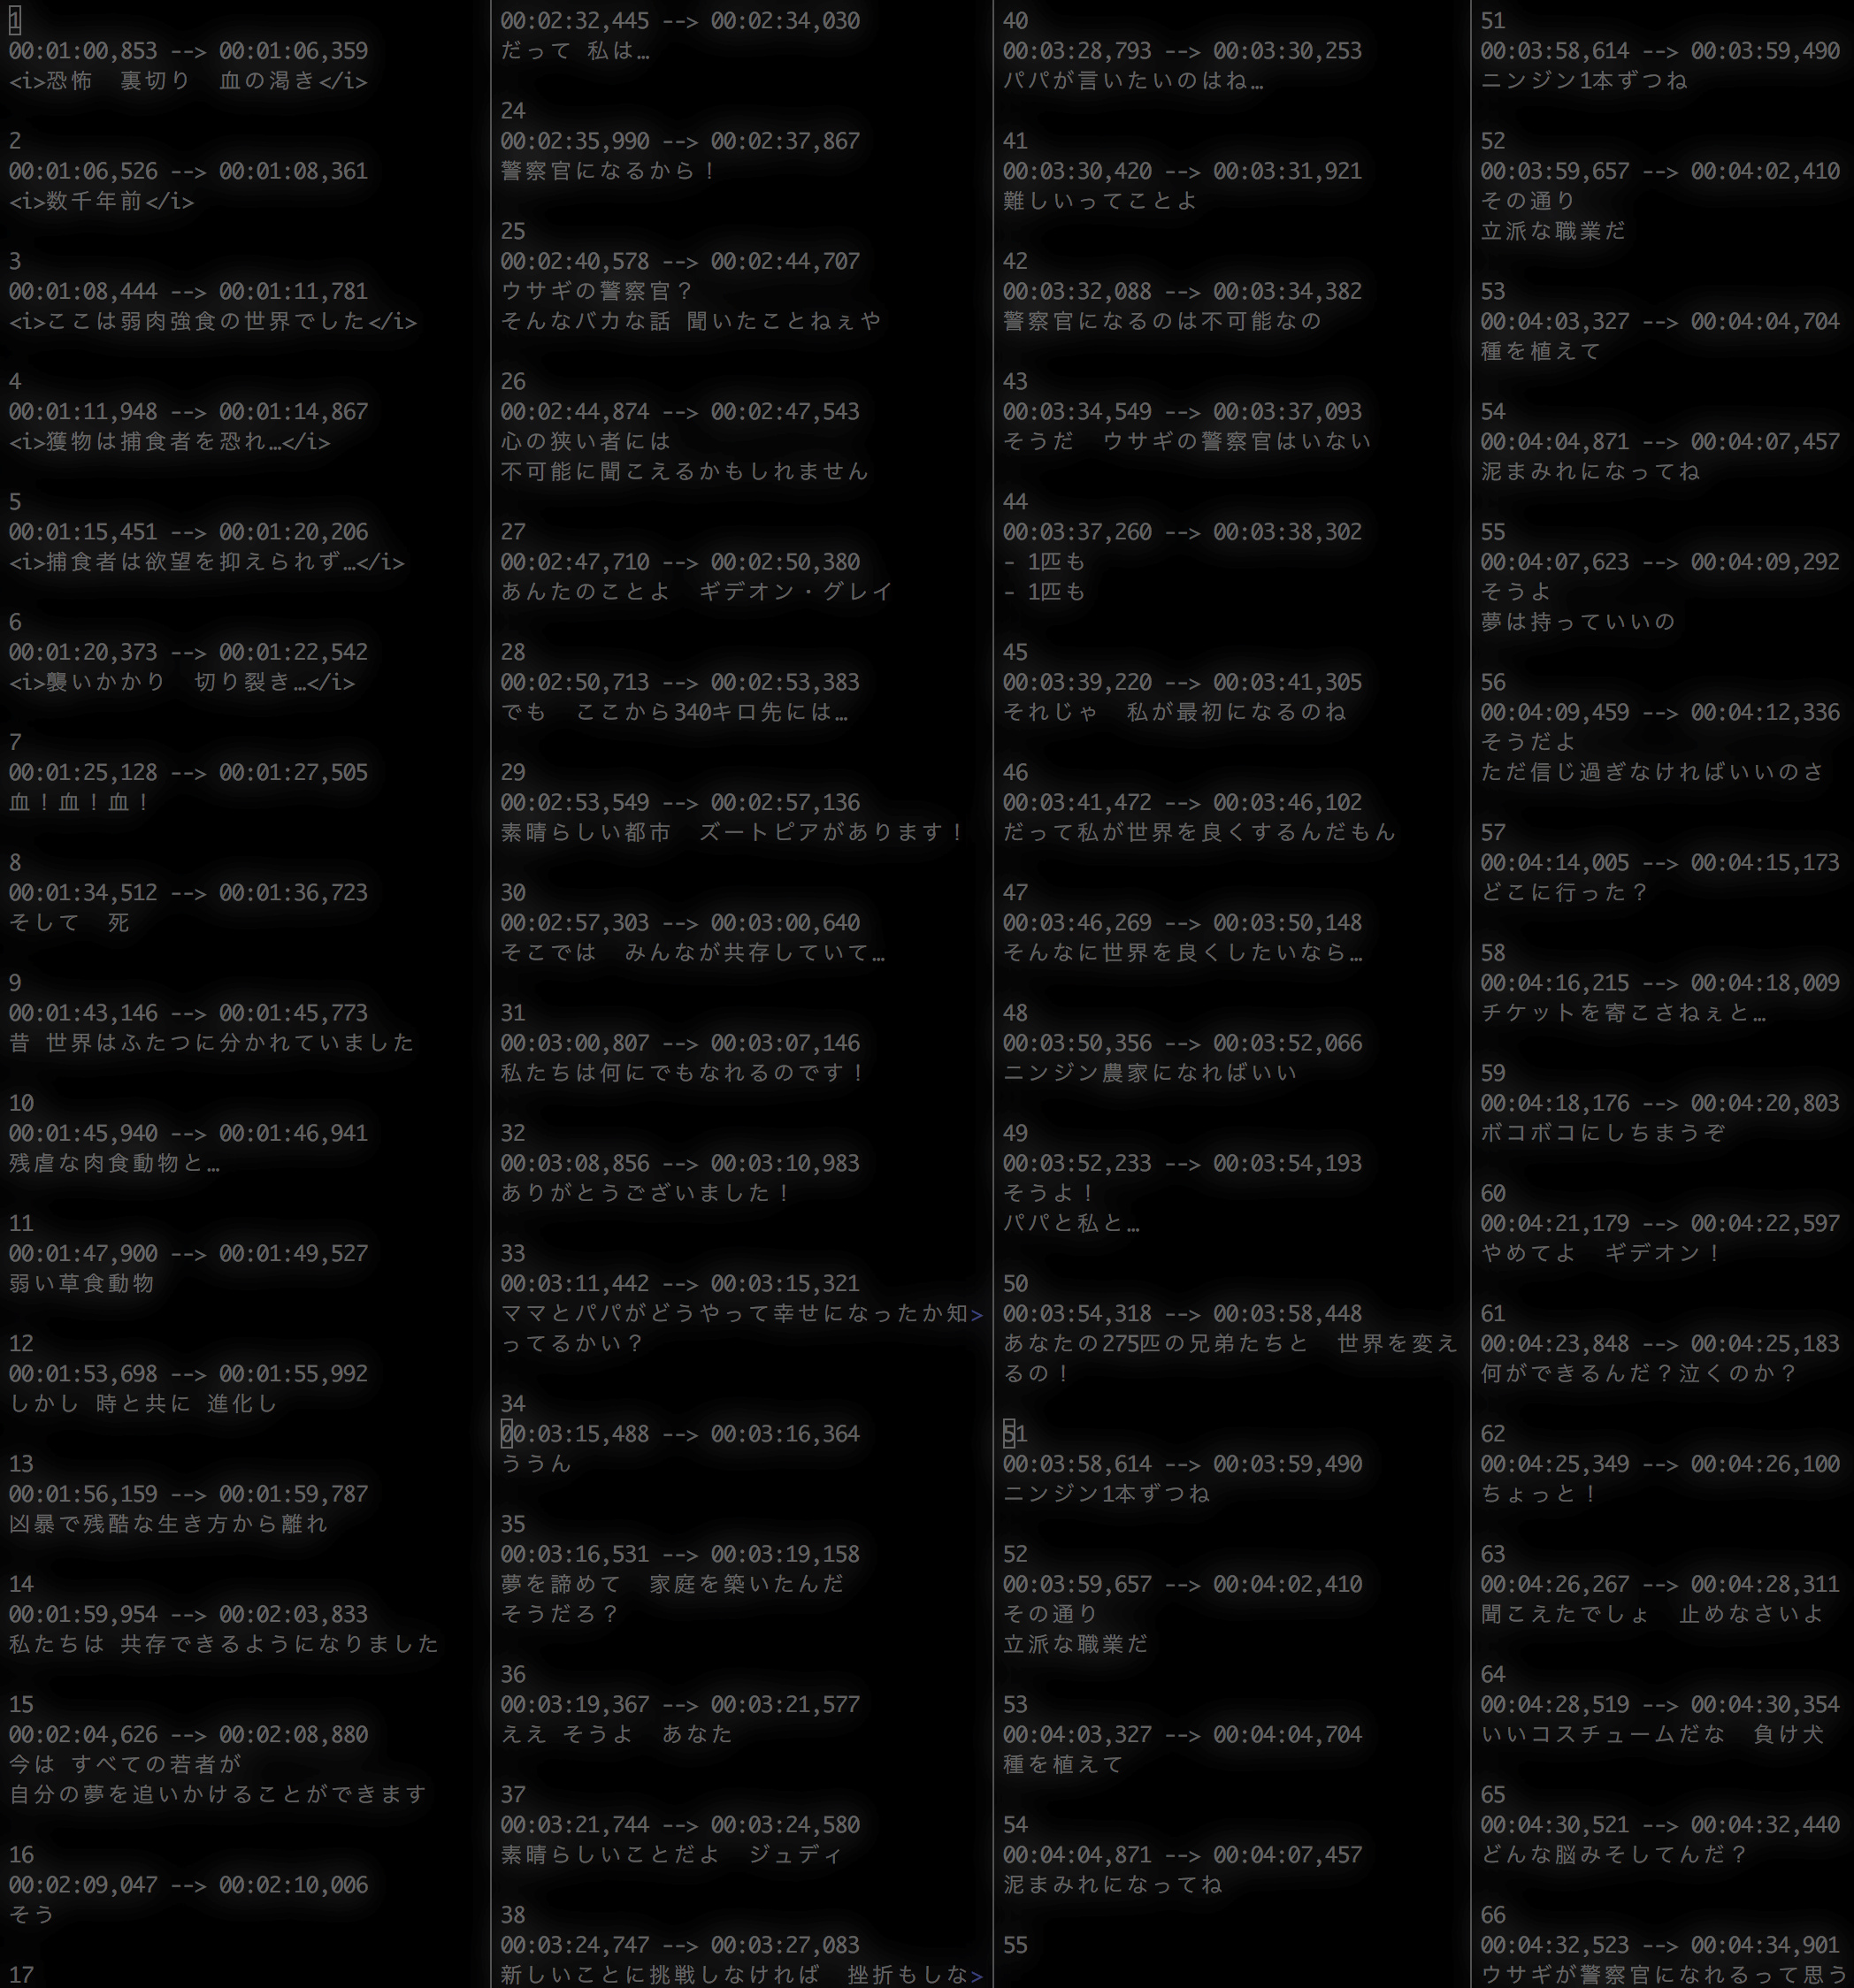 1
00:01:00,853 --> 00:01:06,359
<i>恐怖　裏切り　血の渇き</i>

2
00:01:06,526 --> 00:01:08,361
<i>数千年前</i>

3
00:01:08,444 --> 00:01:11,781
<i>ここは弱肉強食の世界でした</i>

4
00:01:11,948 --> 00:01:14,867
<i>獲物は捕食者を恐れ…</i>

5
00:01:15,451 --> 00:01:20,206
<i>捕食者は欲望を抑えられず…</i>

6
00:01:20,373 --> 00:01:22,542
<i>襲いかかり　切り裂き…</i>

7
00:01:25,128 --> 00:01:27,505
血！血！血！

8
00:01:34,512 --> 00:01:36,723
そして　死

9
00:01:43,146 --> 00:01:45,773
昔 世界はふたつに分かれていました

10
00:01:45,940 --> 00:01:46,941
残虐な肉食動物と…

11
00:01:47,900 --> 00:01:49,527
弱い草食動物

12
00:01:53,698 --> 00:01:55,992
しかし 時と共に 進化し

13
00:01:56,159 --> 00:01:59,787
凶暴で残酷な生き方から離れ

14
00:01:59,954 --> 00:02:03,833
私たちは 共存できるようになりました

15
00:02:04,626 --> 00:02:08,880
今は すべての若者が
自分の夢を追いかけることができます

16
00:02:09,047 --> 00:02:10,006
そう

17
00:02:32,445 --> 00:02:34,030
だって 私は…

24
00:02:35,990 --> 00:02:37,867
警察官になるから！

25
00:02:40,578 --> 00:02:44,707
ウサギの警察官？
そんなバカな話 聞いたことねぇや

26
00:02:44,874 --> 00:02:47,543
心の狭い者には
不可能に聞こえるかもしれません

27
00:02:47,710 --> 00:02:50,380
あんたのことよ　ギデオン・グレイ

28
00:02:50,713 --> 00:02:53,383
でも　ここから340キロ先には…

29
00:02:53,549 --> 00:02:57,136
素晴らしい都市　ズートピアがあります！

30
00:02:57,303 --> 00:03:00,640
そこでは　みんなが共存していて…

31
00:03:00,807 --> 00:03:07,146
私たちは何にでもなれるのです！

32
00:03:08,856 --> 00:03:10,983
ありがとうございました！

33
00:03:11,442 --> 00:03:15,321
ママとパパがどうやって幸せになったか知>
ってるかい？

34
00:03:15,488 --> 00:03:16,364
ううん

35
00:03:16,531 --> 00:03:19,158
夢を諦めて　家庭を築いたんだ
そうだろ？

36
00:03:19,367 --> 00:03:21,577
ええ そうよ　あなた

37
00:03:21,744 --> 00:03:24,580
素晴らしいことだよ　ジュディ

38
00:03:24,747 --> 00:03:27,083
新しいことに挑戦しなければ　挫折もしな>

40
00:03:28,793 --> 00:03:30,253
パパが言いたいのはね…

41
00:03:30,420 --> 00:03:31,921
難しいってことよ

42
00:03:32,088 --> 00:03:34,382
警察官になるのは不可能なの

43
00:03:34,549 --> 00:03:37,093
そうだ　ウサギの警察官はいない

44
00:03:37,260 --> 00:03:38,302
- 1匹も
- 1匹も

45
00:03:39,220 --> 00:03:41,305
それじゃ　私が最初になるのね

46
00:03:41,472 --> 00:03:46,102
だって私が世界を良くするんだもん

47
00:03:46,269 --> 00:03:50,148
そんなに世界を良くしたいなら…

48
00:03:50,356 --> 00:03:52,066
ニンジン農家になればいい

49
00:03:52,233 --> 00:03:54,193
そうよ！
パパと私と…

50
00:03:54,318 --> 00:03:58,448
あなたの275匹の兄弟たちと　世界を変え
るの！

51
00:03:58,614 --> 00:03:59,490
ニンジン1本ずつね

52
00:03:59,657 --> 00:04:02,410
その通り
立派な職業だ

53
00:04:03,327 --> 00:04:04,704
種を植えて

54
00:04:04,871 --> 00:04:07,457
泥まみれになってね

55

51
00:03:58,614 --> 00:03:59,490
ニンジン1本ずつね

52
00:03:59,657 --> 00:04:02,410
その通り
立派な職業だ

53
00:04:03,327 --> 00:04:04,704
種を植えて

54
00:04:04,871 --> 00:04:07,457
泥まみれになってね

55
00:04:07,623 --> 00:04:09,292
そうよ
夢は持っていいの

56
00:04:09,459 --> 00:04:12,336
そうだよ
ただ信じ過ぎなければいいのさ

57
00:04:14,005 --> 00:04:15,173
どこに行った？

58
00:04:16,215 --> 00:04:18,009
チケットを寄こさねぇと…

59
00:04:18,176 --> 00:04:20,803
ボコボコにしちまうぞ

60
00:04:21,179 --> 00:04:22,597
やめてよ　ギデオン！

61
00:04:23,848 --> 00:04:25,183
何ができるんだ？泣くのか？

62
00:04:25,349 --> 00:04:26,100
ちょっと！

63
00:04:26,267 --> 00:04:28,311
聞こえたでしょ　止めなさいよ

64
00:04:28,519 --> 00:04:30,354
いいコスチュームだな　負け犬

65
00:04:30,521 --> 00:04:32,440
どんな脳みそしてんだ？

66
00:04:32,523 --> 00:04:34,901
ウサギが警察官になれるって思う